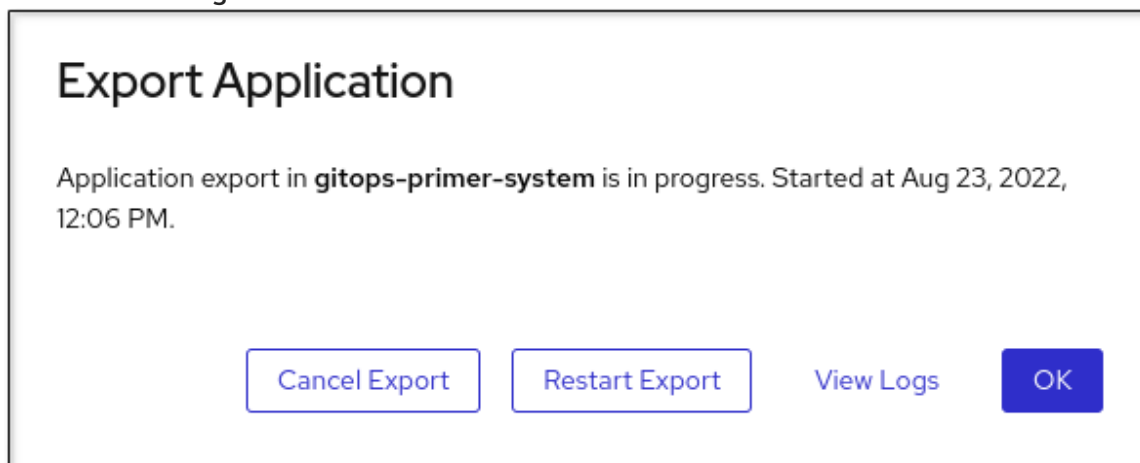 Export Application
Application export in gitops-primer-system is in progress. Started at Aug 23, 2022,
12:06 PM.
Cancel Export
Restart Export
View Logs
OK